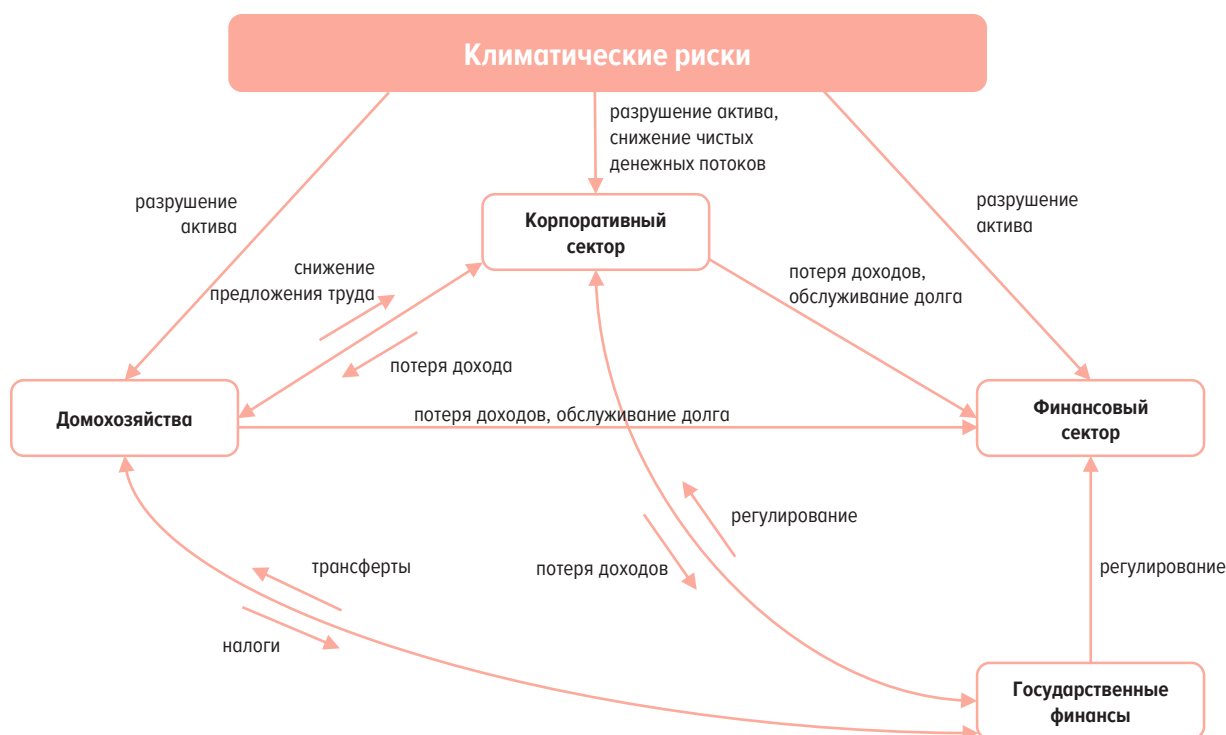 Климатические риски
разрушение актива,
снижение чистых
денежных потоков
разрушение
актива
Корпоративный
сектор
разрушение
актива
снижение
предложения труда
потеря доходов,
обслуживание долга
потеря дохода
Домохозяйства
потеря доходов, обслуживание долга
Финансовый
сектор
регулирование
трансферты
потеря доходов
регулирование
налоги
Государственные
финансы